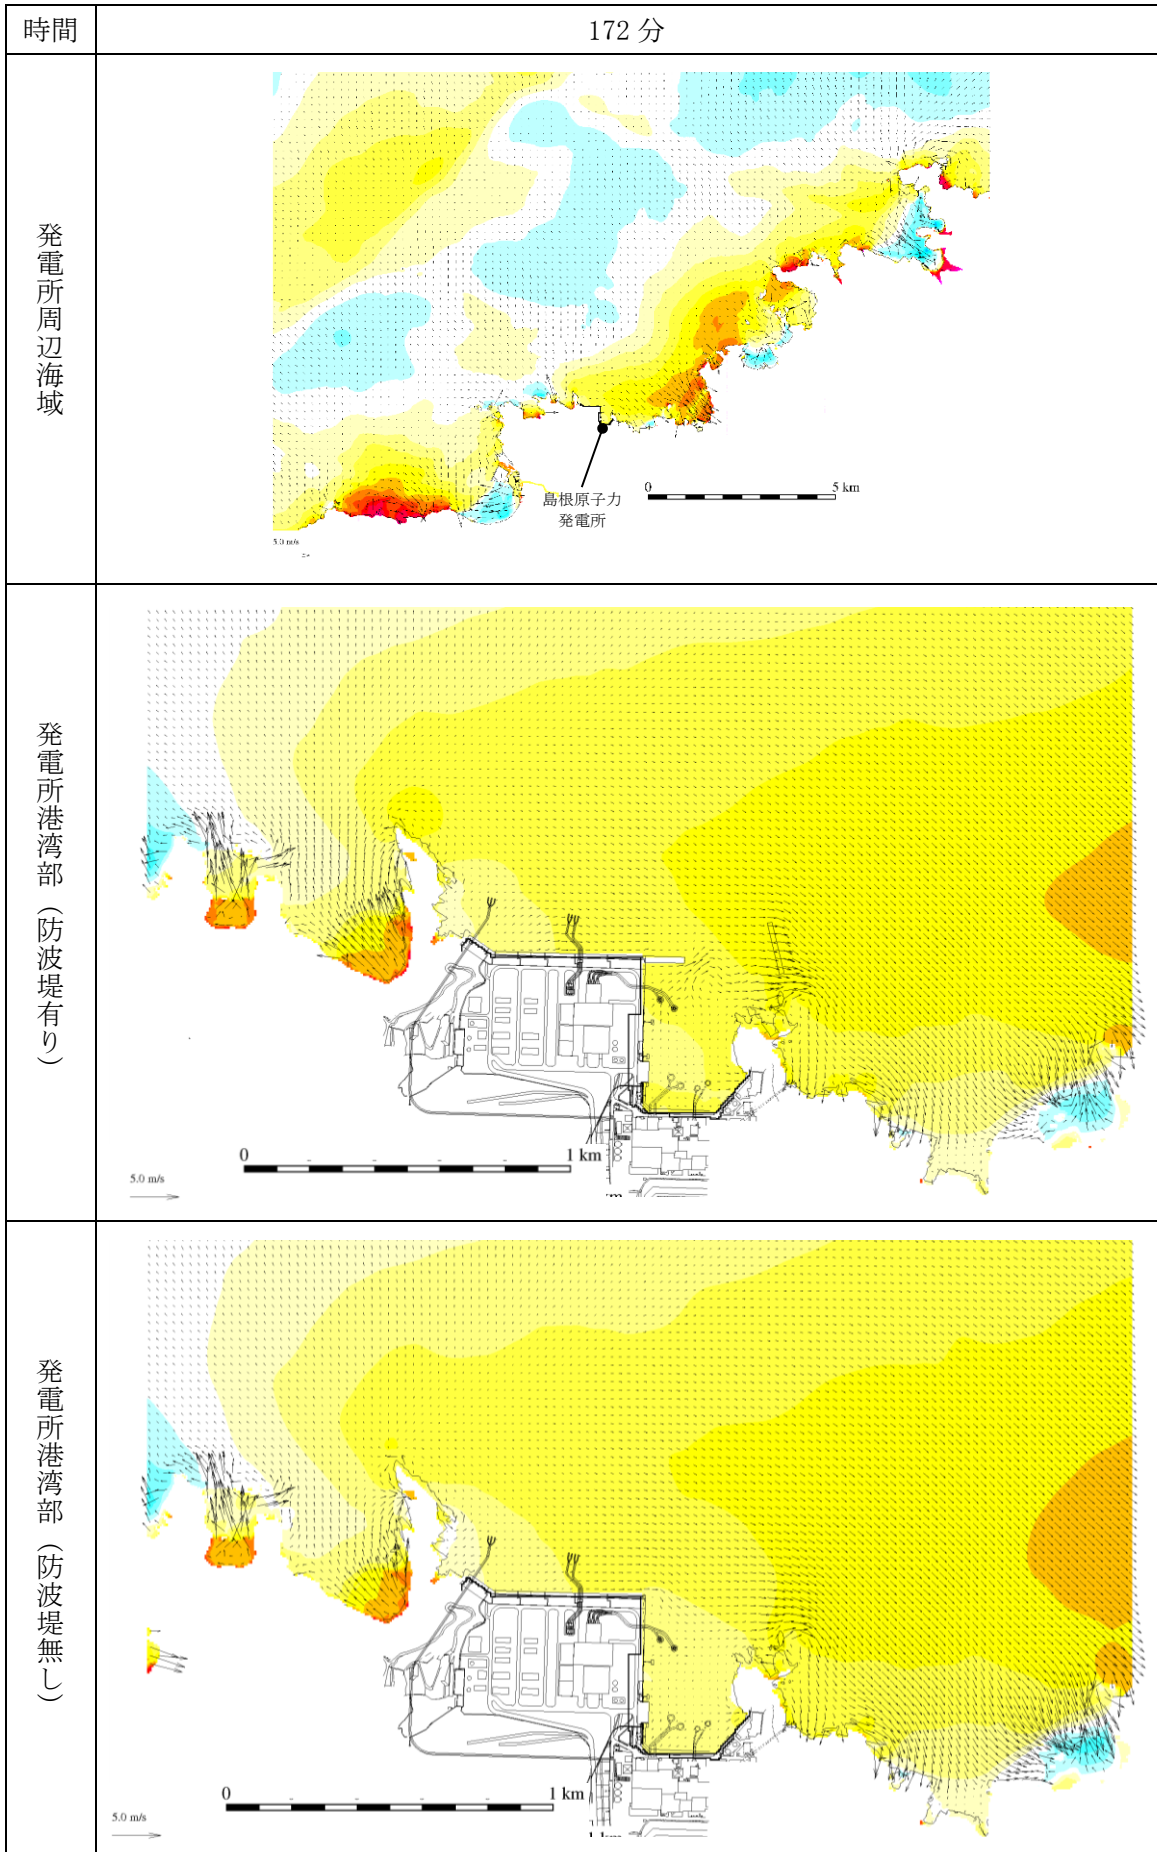 時間
172 分
発電所周辺海域
島根原子力
発電所
0
5 km
3.0 m/s
発電所港湾部（防波堤有り）
0
1 km
5.0 m/s
発電所港湾部（防波堤無し）
0
1 km
5.0 m/s